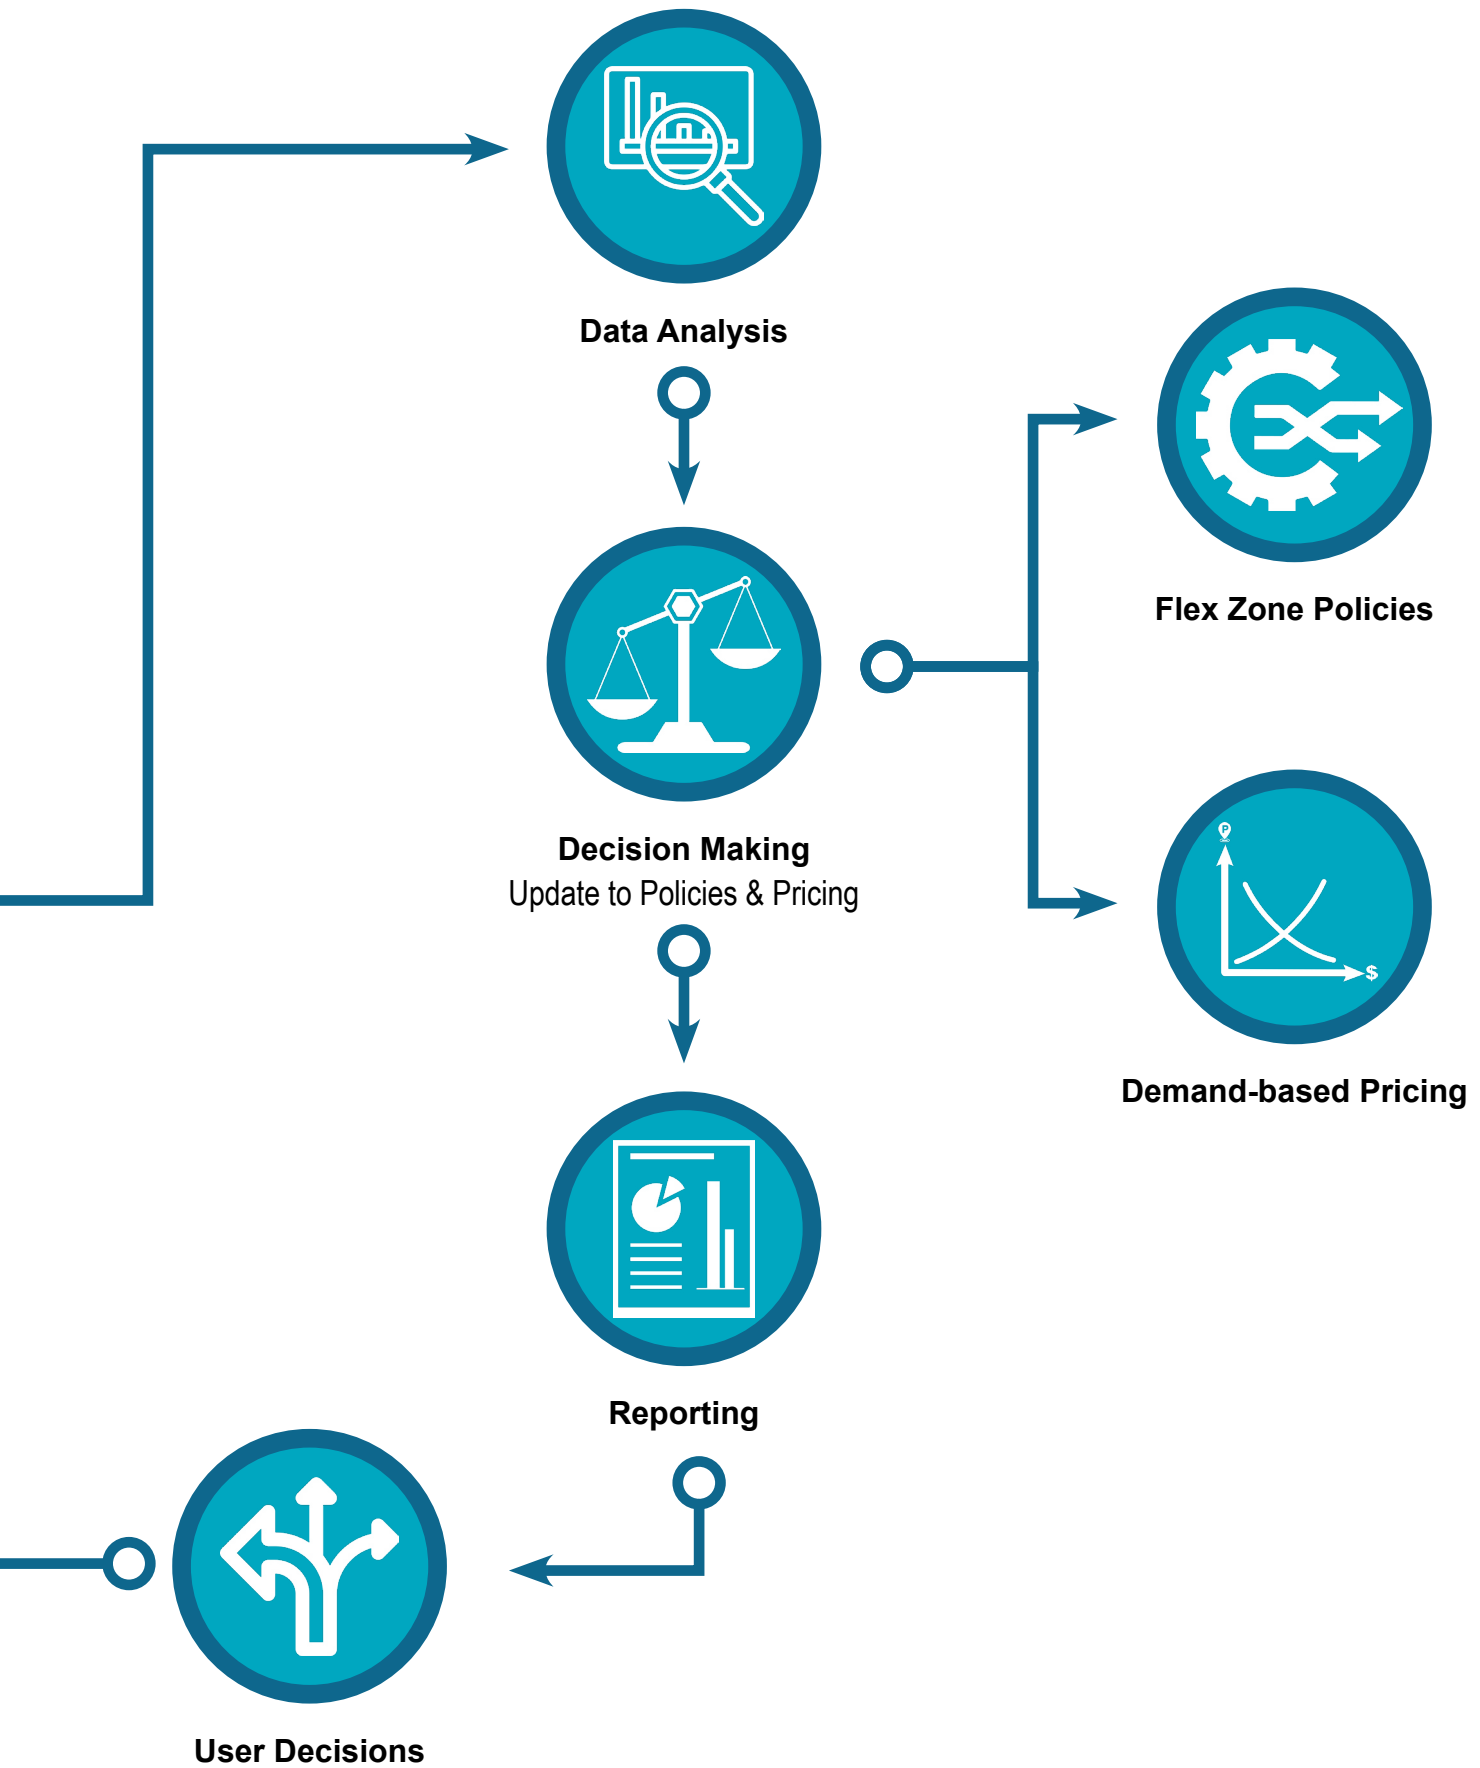 Data Analysis
Flex Zone Policies
Decision Making
Update to Policies & Pricing
P
$
Demand-based Pricing
Reporting
User Decisions